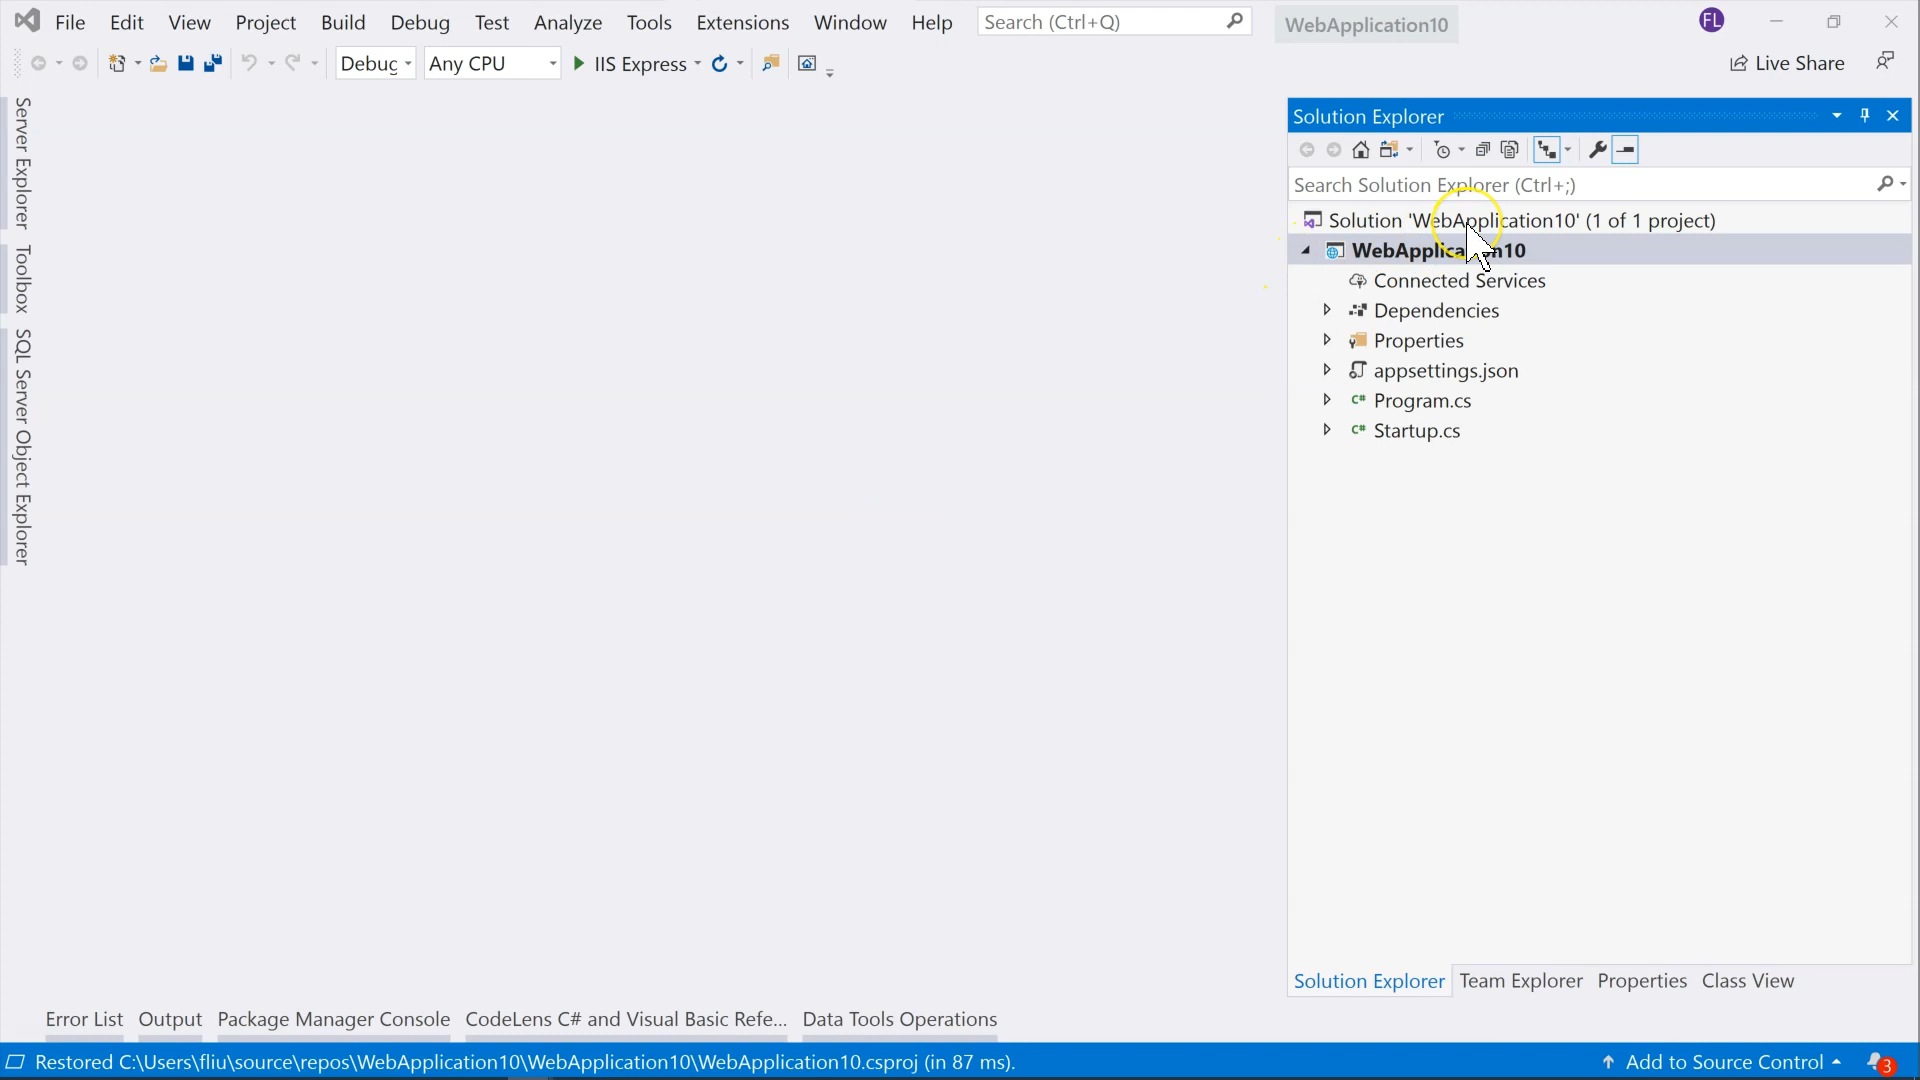 File Edit View Project Build Debug Test Analyze Tools Extensions Window Help Search (Ctrl+Q) WebApplication10 FL
Debug Any CPU IIS Express Live Share
Server Explorer
Toolbox
SQL Server Object Explorer
Solution Explorer
Search Solution Explorer (Ctrl+;)
Solution 'WebApplication10' (1 of 1 project)
WebApplication10
Connected Services
Dependencies
Properties
appsettings.json
C# Program.cs
C# Startup.cs
Solution Explorer Team Explorer Properties Class View
Error List Output Package Manager Console CodeLens C# and Visual Basic Refe... Data Tools Operations
Restored C:\Users\fliu\source\repos\WebApplication10\WebApplication10\WebApplication10.csproj (in 87 ms). Add to Source Control 3